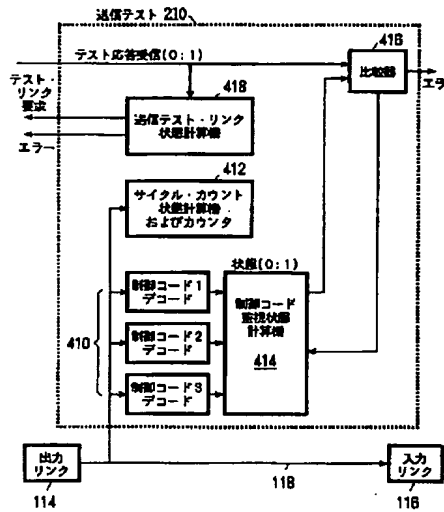 送信テスト 210
テスト応答受信(0:1)
416
比較器
エラ
テスト・
リンク
要求
エラー
418
送信テスト・リンク
状態計算機
412
サイクル・カウント
状態計算機
およびカウンタ
状態(0:1)
410
制御コード1
デコード
制御コード2
デコード
制御コード3
デコード
制御コード
監視状態
計算機
414
出力
リンク
114
118
入力
リンク
116